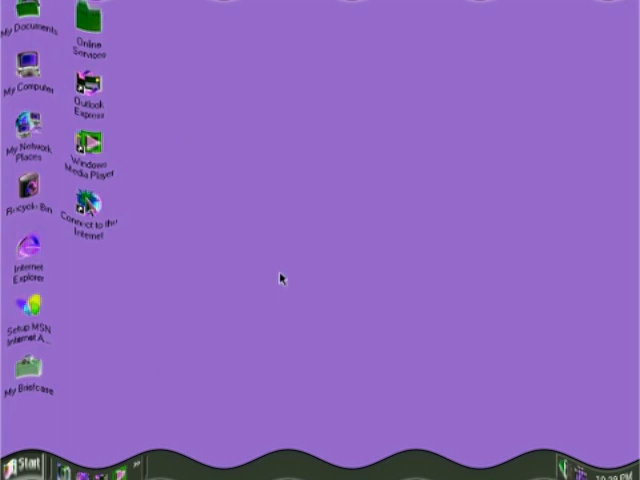 My Documents
Online
Services
My Computer
Outlook
Express
My Network
Places
Windows
Media Player
Recycle Bin
Connect to the
Internet
Internet
Explorer
Setup MSN
Internet A...
My Briefcase
Start
»